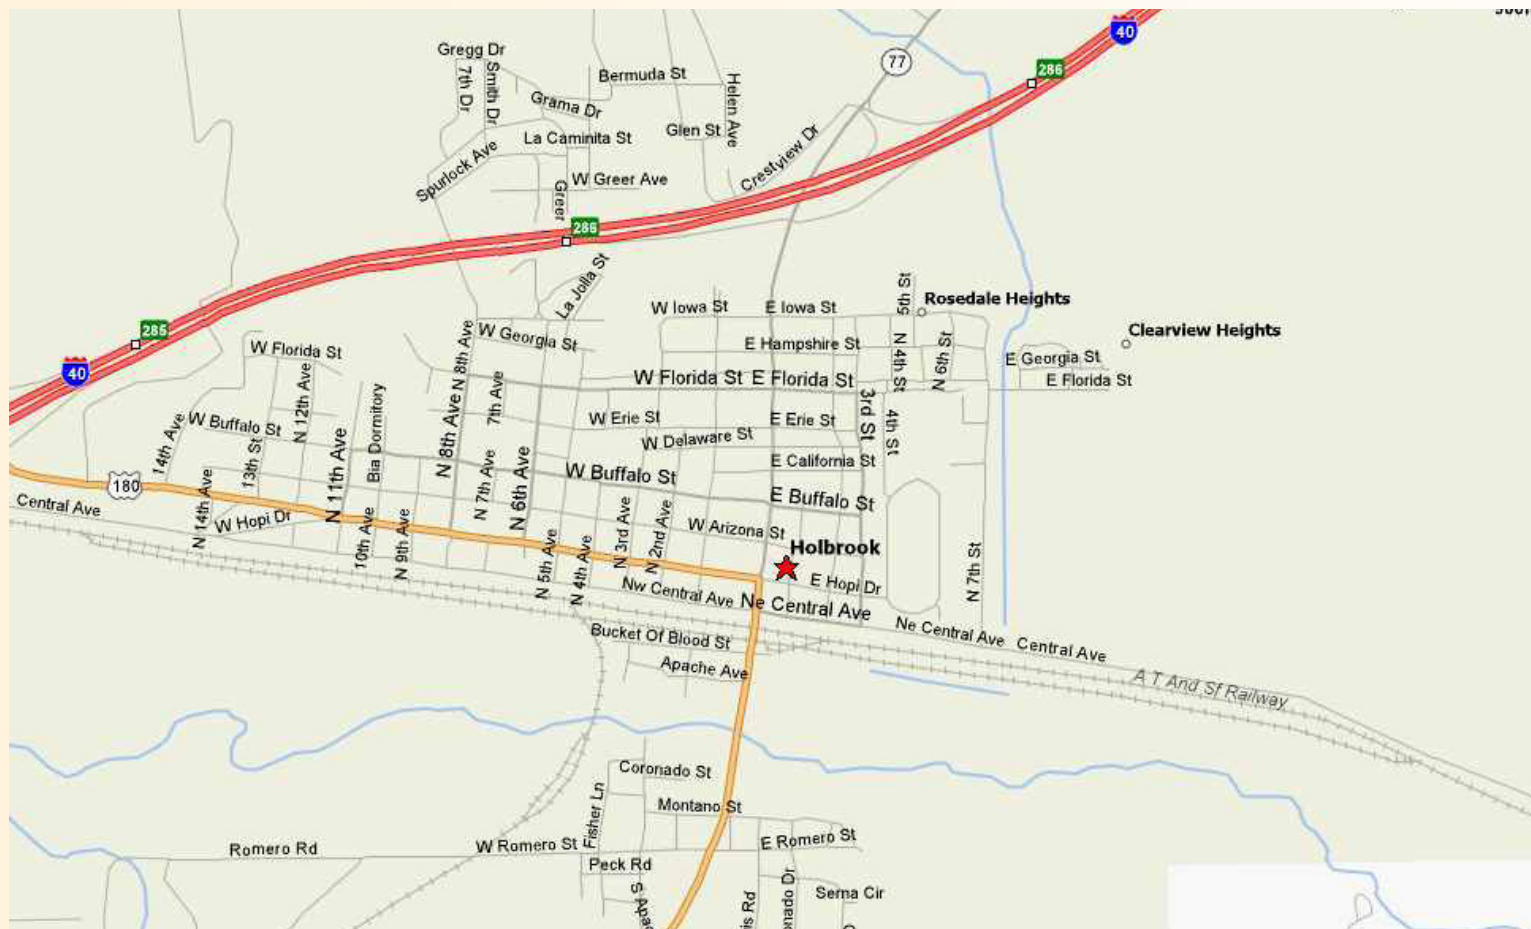 40
77
286
Gregg Dr
7th Dr
Smith Dr
Bermuda St
Helen Ave
Grama Dr
Glen St
La Caminita St
Crestview Dr
Spurlock Ave
W Greer Ave
Greer
286
La Jolla St
5th St
Rosedale Heights
W Iowa St
E Iowa St
285
Clearview Heights
40
W Georgia St
E Hampshire St
N 4th St
N 6th St
E Georgia St
W Florida St
N 8th Ave
W Florida St
E Florida St
E Florida St
N 12th Ave
7th Ave
3rd St
4th St
14th Ave
W Buffalo St
13th St
Bia Dormitory
N 8th Ave
W Erie St
E Erie St
W Delaware St
E California St
N 11th Ave
W Buffalo St
E Buffalo St
180
Central Ave
N 14th Ave
W Hopi Dr
10th Ave
N 9th Ave
N 7th Ave
N 6th Ave
N 5th Ave
N 4th Ave
N 3rd Ave
N 2nd Ave
W Arizona St
Holbrook
E Hopi Dr
N 7th St
Nw Central Ave
Ne Central Ave
Ne Central Ave
Central Ave
Bucket Of Blood St
Apache Ave
A T And Sf Railway
Coronado St
Fisher Ln
Montano St
Romero Rd
W Romero St
E Romero St
Peck Rd
Serna Cir